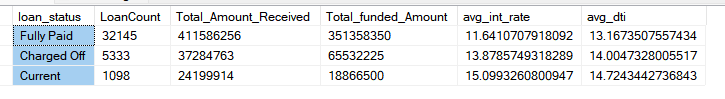 loan_status LoanCount Total_Amount_Received Total_funded_Amount avg_int_rate avg_dti
Fully Paid 32145 411586256 351358350 11.6410707918092 13.1673507557434
Charged Off 5333 37284763 65532225 13.8785749318289 14.0047328005517
Current 1098 24199914 18866500 15.0993260800947 14.7243442736843